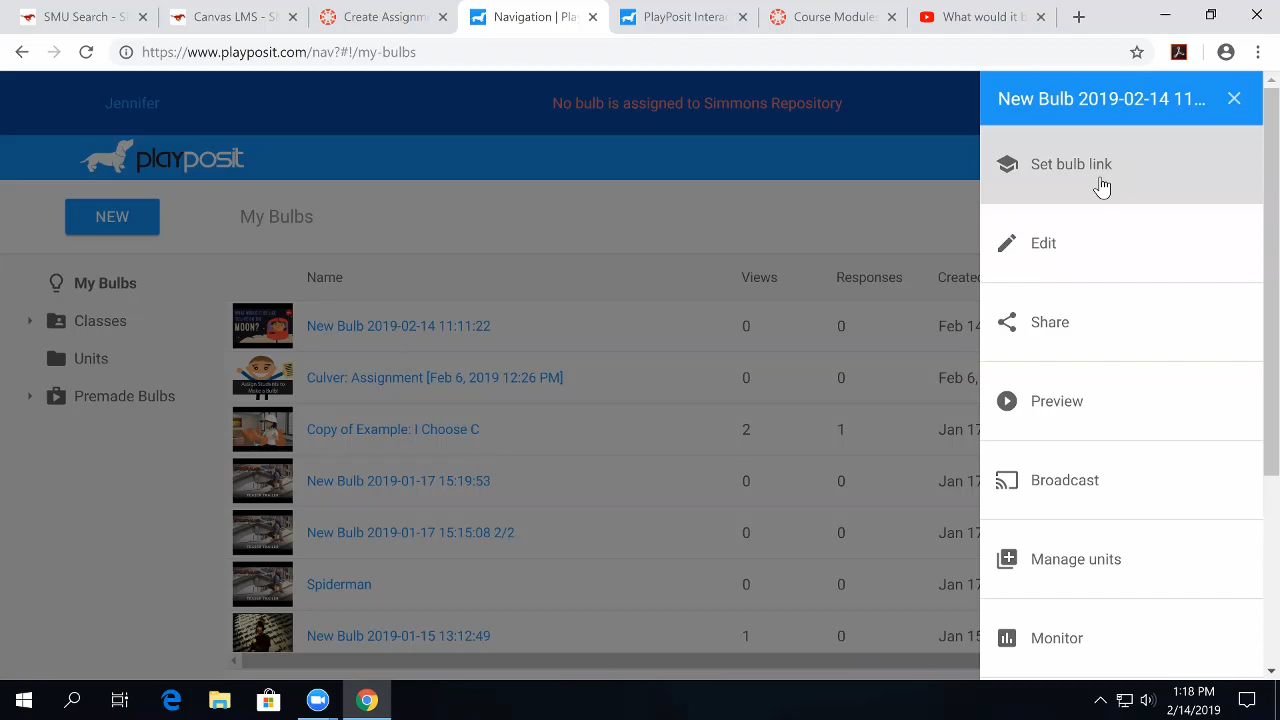 SMU - Search -
Canvas LMS - S
Create Assignm
Navigation | Pla
PlayPosit Intera
Course Module
What would it b
https://www.playposit.com/nav?#!/my-bulbs
Jennifer
No bulb is assigned to Simmons Repository
New Bulb 2019-02-14 11...
playposit
Set bulb link
NEW
My Bulbs
Edit
My Bulbs
Classes
Units
Premade Bulbs
Name Views Responses Created
New Bulb 2019-02-14 11:11:22 0 0 Feb 14
Culver: Assignment [Feb 6, 2019 12:26 PM] 0 0 Feb 6,
Copy of Example: I Choose C 2 1 Jan 17
New Bulb 2019-01-17 15:19:53 0 0 Jan 17
New Bulb 2019-01-17 15:15:08 2/2 0 0 Jan 17
Spiderman 0 0 Jan 17
New Bulb 2019-01-15 13:12:49 1 0 Jan 15
Share
Preview
Broadcast
Manage units
Monitor
1:18 PM
2/14/2019